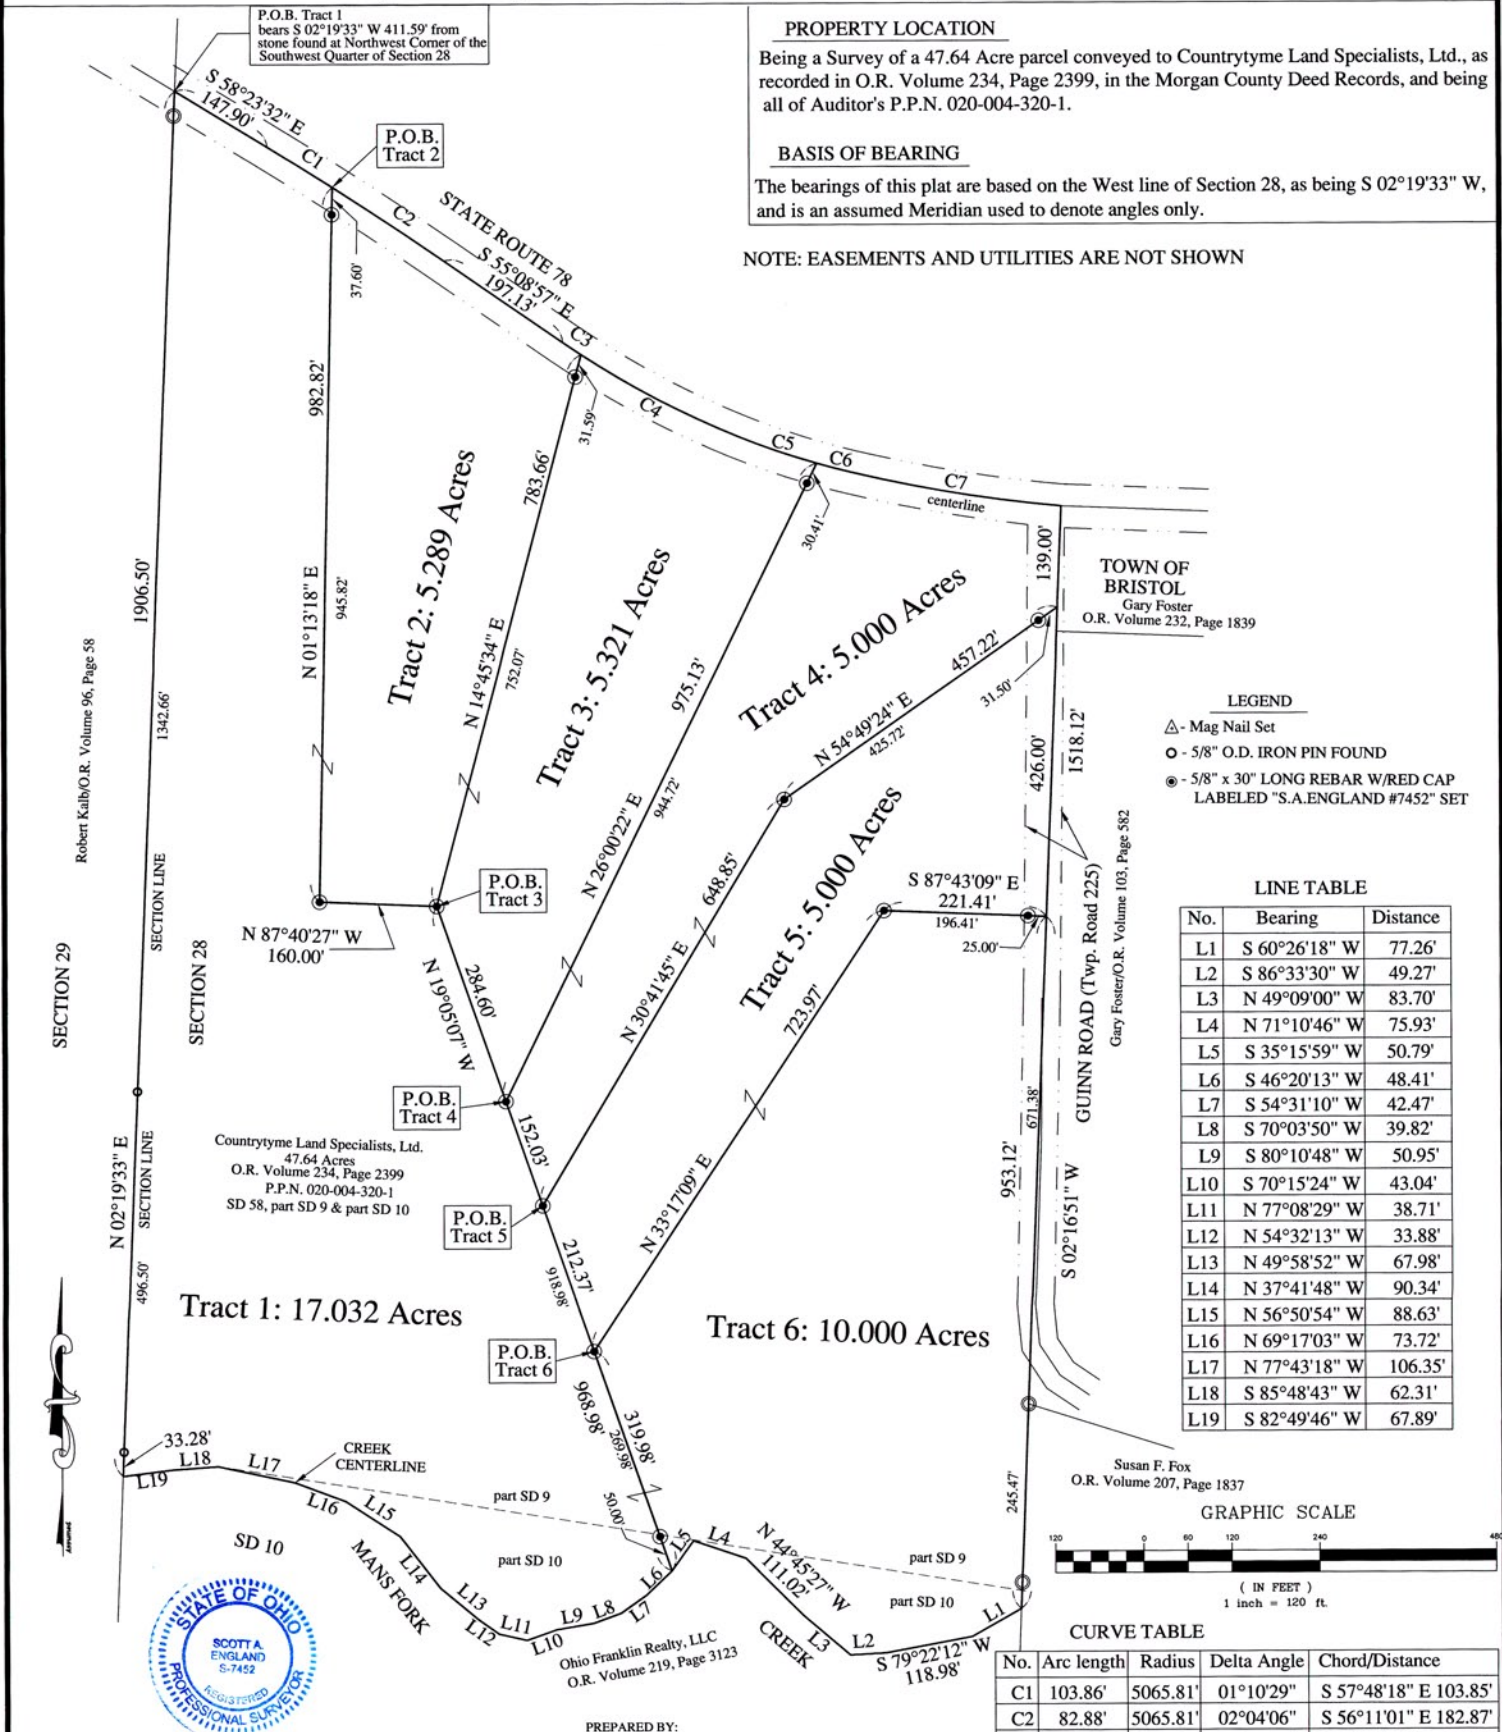 P.O.B. Tract 1
bears S 02°19'33" W 411.59' from
stone found at Northwest Corner of the
Southwest Quarter of Section 28
PROPERTY LOCATION
Being a Survey of a 47.64 Acre parcel conveyed to Countrytyme Land Specialists, Ltd., as
recorded in O.R. Volume 234, Page 2399, in the Morgan County Deed Records, and being
all of Auditor's P.P.N. 020-004-320-1.
BASIS OF BEARING
The bearings of this plat are based on the West line of Section 28, as being S 02°19'33" W,
and is an assumed Meridian used to denote angles only.
NOTE: EASEMENTS AND UTILITIES ARE NOT SHOWN
S 58°23'32" E
147.90'
C1
P.O.B.
Tract 2
C2
STATE ROUTE 78
S 55°08'57" E
197.13'
C3
37.60'
982.82'
N 01°13'18" E
945.82'
31.59'
C4
C5
C6
C7
centerline
30.41'
783.66'
N 14°45'34" E
752.07'
Tract 2: 5.289 Acres
Tract 3: 5.321 Acres
975.13'
N 26°00'22" E
944.72'
Tract 4: 5.000 Acres
457.22'
N 54°49'24" E
425.72'
31.50'
139.00'
TOWN OF
BRISTOL
Gary Foster
O.R. Volume 232, Page 1839
1906.50'
1342.66'
Robert Kalb/O.R. Volume 96, Page 58
SECTION LINE
SECTION 29
SECTION 28
426.00'
1518.12'
LEGEND
- Mag Nail Set
- 5/8" O.D. IRON PIN FOUND
- 5/8" x 30" LONG REBAR W/RED CAP
LABELED "S.A.ENGLAND #7452" SET
P.O.B.
Tract 3
N 87°40'27" W
160.00'
284.60'
N 19°05'07" W
648.85'
N 30°41'45" E
Tract 5: 5.000 Acres
S 87°43'09" E
221.41'
196.41'
25.00'
723.97'
N 33°17'09" E
GUINN ROAD (Twp. Road 225)
Gary Foster/O.R. Volume 103, Page 582
671.38'
953.12'
S 02°16'51" W
P.O.B.
Tract 4
152.03'
Countrytyme Land Specialists, Ltd.
47.64 Acres
O.R. Volume 234, Page 2399
P.P.N. 020-004-320-1
SD 58, part SD 9 & part SD 10
N 02°19'33" E
SECTION LINE
496.50'
P.O.B.
Tract 5
212.37'
918.98'
Tract 1: 17.032 Acres
Tract 6: 10.000 Acres
P.O.B.
Tract 6
968.98'
319.98'
269.98'
50.00'
LINE TABLE
No. Bearing Distance
L1 S 60°26'18" W 77.26'
L2 S 86°33'30" W 49.27'
L3 N 49°09'00" W 83.70'
L4 N 71°10'46" W 75.93'
L5 S 35°15'59" W 50.79'
L6 S 46°20'13" W 48.41'
L7 S 54°31'10" W 42.47'
L8 S 70°03'50" W 39.82'
L9 S 80°10'48" W 50.95'
L10 S 70°15'24" W 43.04'
L11 N 77°08'29" W 38.71'
L12 N 54°32'13" W 33.88'
L13 N 49°58'52" W 67.98'
L14 N 37°41'48" W 90.34'
L15 N 56°50'54" W 88.63'
L16 N 69°17'03" W 73.72'
L17 N 77°43'18" W 106.35'
L18 S 85°48'43" W 62.31'
L19 S 82°49'46" W 67.89'
33.28'
L19
L18
L17
CREEK
CENTERLINE
L16
L15
part SD 9
SD 10
MANS FORK
L14
part SD 10
L13
L12
L11
L10
L9
L8
L7
L6
L5
L4
N 44°45'27" W
111.02'
part SD 9
part SD 10
CREEK
L3
L2
S 79°22'12" W
118.98'
L1
245.47'
Susan F. Fox
O.R. Volume 207, Page 1837
Ohio Franklin Realty, LLC
O.R. Volume 219, Page 3123
ASSUMED
GRAPHIC SCALE
120 0 60 120 240 480
( IN FEET )
1 inch = 120 ft.
STATE OF OHIO
SCOTT A.
ENGLAND
S-7452
REGISTERED
PROFESSIONAL SURVEYOR
CURVE TABLE
No. Arc length Radius Delta Angle Chord/Distance
C1 103.86' 5065.81' 01°10'29" S 57°48'18" E 103.85'
C2 82.88' 5065.81' 02°04'06" S 56°11'01" E 182.87'
PREPARED BY: